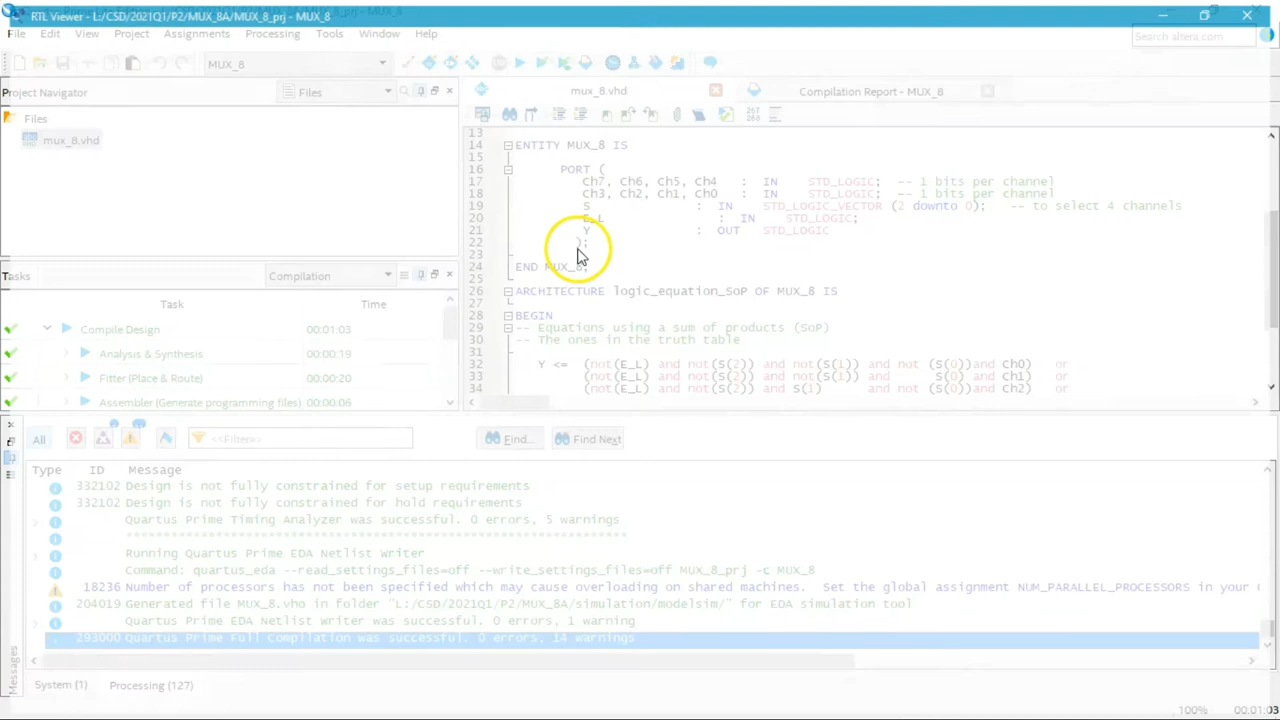 RTL Viewer - L:/CSD/2021Q1/P2/MUX_8A/MUX_8_prj - MUX_8
File Edit View Project Assignments Processing Tools Window Help
Search altera.com
MUX_8
Project Navigator
Files
mux_8.vhd
Compilation Report - MUX_8
Files
mux_8.vhd
13
14 ENTITY MUX_8 IS
15
16 PORT (
17 Ch7, Ch6, Ch5, Ch4 : IN STD_LOGIC; -- 1 bits per channel
18 Ch3, Ch2, Ch1, Ch0 : IN STD_LOGIC; -- 1 bits per channel
19 S : IN STD_LOGIC_VECTOR (2 downto 0); -- to select 4 channels
20 E_L : IN STD_LOGIC;
21 Y : OUT STD_LOGIC
22 );
23
24 END MUX_8;
25
26 ARCHITECTURE logic_equation_SoP OF MUX_8 IS
27
28 BEGIN
29 -- Equations using a sum of products (SoP)
30 -- The ones in the truth table
31
32 Y <= (not(E_L) and not(S(2)) and not(S(1)) and not (S(0))and Ch0) or
33 (not(E_L) and not(S(2)) and not(S(1)) and S(0) and ch1) or
34 (not(E_L) and not(S(2)) and S(1) and not (S(0))and ch2) or
Tasks
Compilation
Task Time
Compile Design 00:01:03
Analysis & Synthesis 00:00:19
Fitter (Place & Route) 00:00:20
Assembler (Generate programming files) 00:00:06
All
<<Filter>>
Find...
Find Next
Type ID Message
332102 Design is not fully constrained for setup requirements
332102 Design is not fully constrained for hold requirements
Quartus Prime Timing Analyzer was successful. 0 errors, 5 warnings
*******************************************************************
Running Quartus Prime EDA Netlist Writer
Command: quartus_eda --read_settings_files=off --write_settings_files=off MUX_8_prj -c MUX_8
18236 Number of processors has not been specified which may cause overloading on shared machines. Set the global assignment NUM_PARALLEL_PROCESSORS in your
204019 Generated file MUX_8.vho in folder "L:/CSD/2021Q1/P2/MUX_8A/simulation/modelsim/" for EDA simulation tool
Quartus Prime EDA Netlist Writer was successful. 0 errors, 1 warning
293000 Quartus Prime Full Compilation was successful. 0 errors, 14 warnings
Messages
System (1) Processing (127)
100% 00:01:03